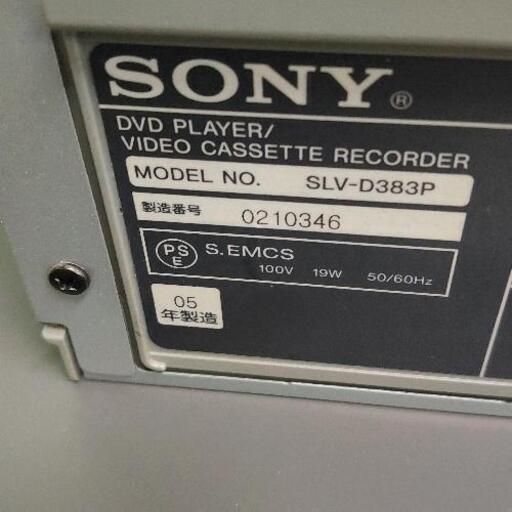 SONY®
DVD PLAYER/
VIDEO CASSETTE RECORDER
MODEL NO. SLV-D383P
製造番号 0210346
PS
E
S.EMCS
100V 19W 50/60Hz
05
年製造